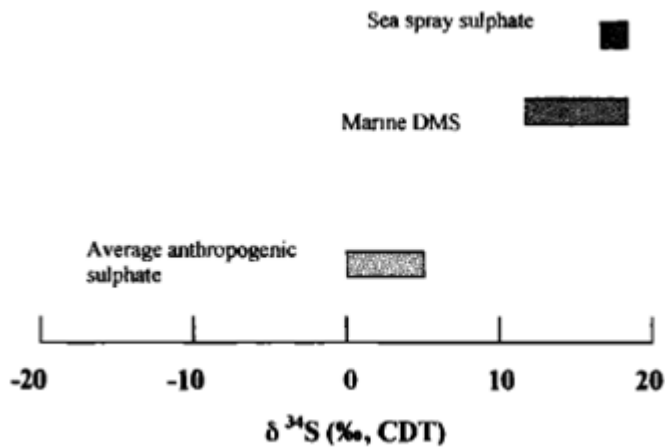 Sea spray sulphate
Marine DMS
Average anthropogenic
sulphate
-20 -10 0 10 20
δ ³⁴S (‰, CDT)